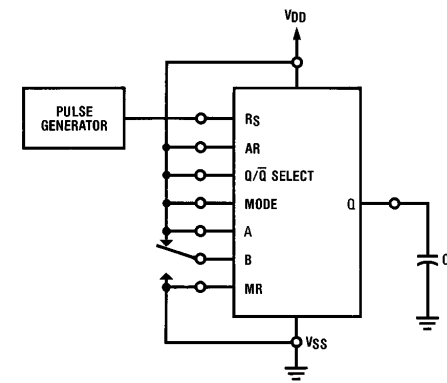 VDD
PULSE
GENERATOR
RS
AR
Q/Q̅ SELECT
MODE
A
B
MR
Q
VSS